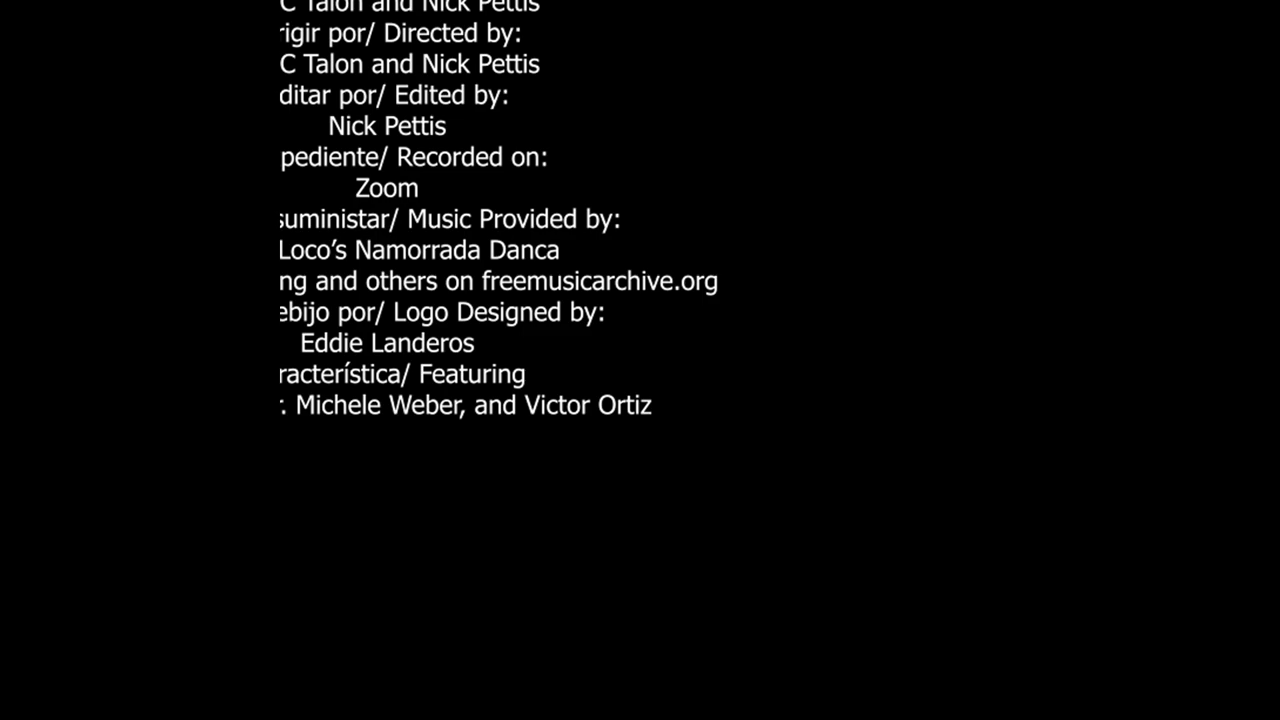 C Talon and Nick Pettis
rigir por/ Directed by:
C Talon and Nick Pettis
ditar por/ Edited by:
Nick Pettis
pediente/ Recorded on:
Zoom
suministar/ Music Provided by:
Loco’s Namorrada Danca
ng and others on freemusicarchive.org
ebijo por/ Logo Designed by:
Eddie Landeros
racterística/ Featuring
r. Michele Weber, and Victor Ortiz